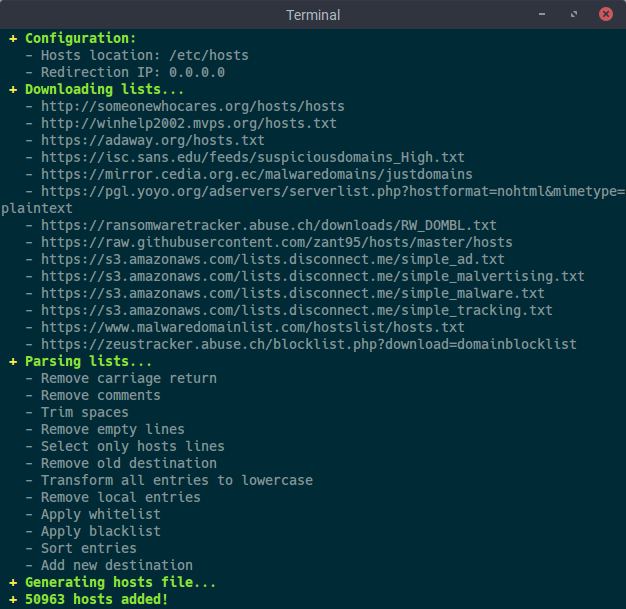 Terminal
+ Configuration:
- Hosts location: /etc/hosts
- Redirection IP: 0.0.0.0
+ Downloading lists...
- http://someonewhocares.org/hosts/hosts
- http://winhelp2002.mvps.org/hosts.txt
- https://adaway.org/hosts.txt
- https://isc.sans.edu/feeds/suspiciousdomains_High.txt
- https://mirror.cedia.org.ec/malwaredomains/justdomains
- https://pgl.yoyo.org/adservers/serverlist.php?hostformat=nohtml&mimetype=
plaintext
- https://ransomwaretracker.abuse.ch/downloads/RW_DOMBL.txt
- https://raw.githubusercontent.com/zant95/hosts/master/hosts
- https://s3.amazonaws.com/lists.disconnect.me/simple_ad.txt
- https://s3.amazonaws.com/lists.disconnect.me/simple_malvertising.txt
- https://s3.amazonaws.com/lists.disconnect.me/simple_malware.txt
- https://s3.amazonaws.com/lists.disconnect.me/simple_tracking.txt
- https://www.malwaredomainlist.com/hostslist/hosts.txt
- https://zeustracker.abuse.ch/blocklist.php?download=domainblocklist
+ Parsing lists...
- Remove carriage return
- Remove comments
- Trim spaces
- Remove empty lines
- Select only hosts lines
- Remove old destination
- Transform all entries to lowercase
- Remove local entries
- Apply whitelist
- Apply blacklist
- Sort entries
- Add new destination
+ Generating hosts file...
+ 50963 hosts added!